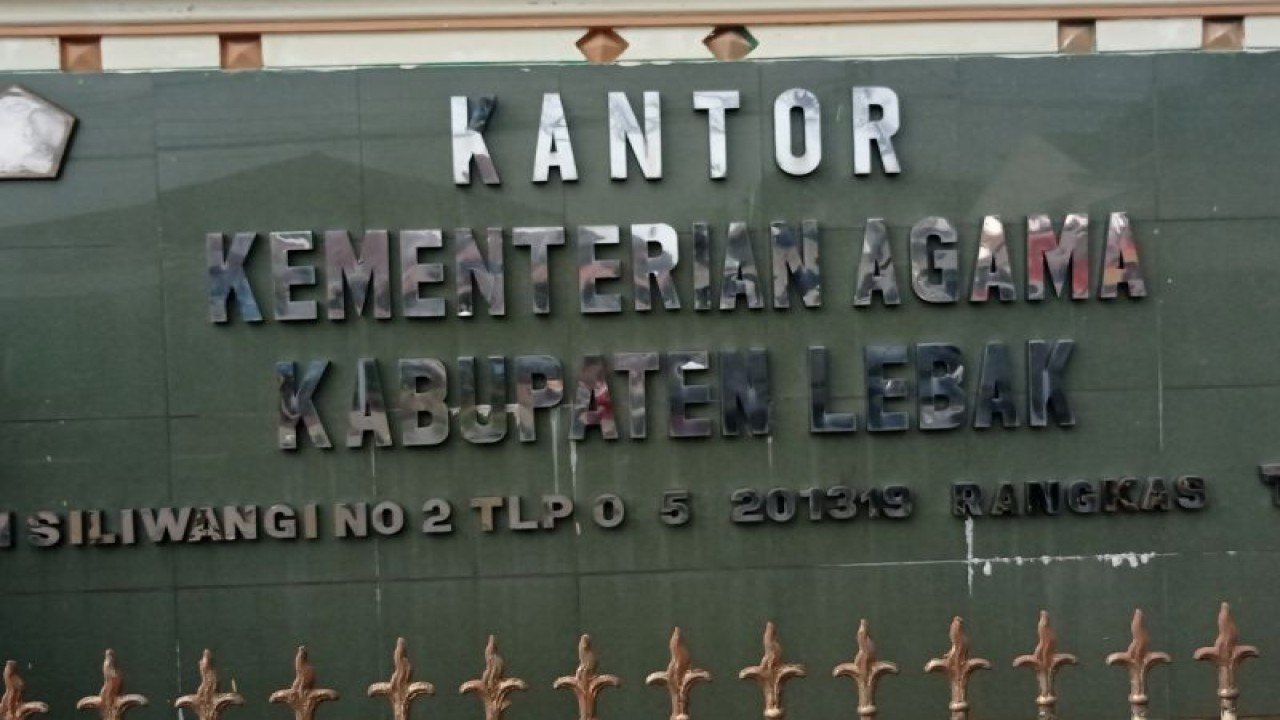 KANTOR
KEMENTERIAN AGAMA
KABUPATEN LEBAK
SILIWANGI NO 2 TLP 0 5 201319 RANGKAS